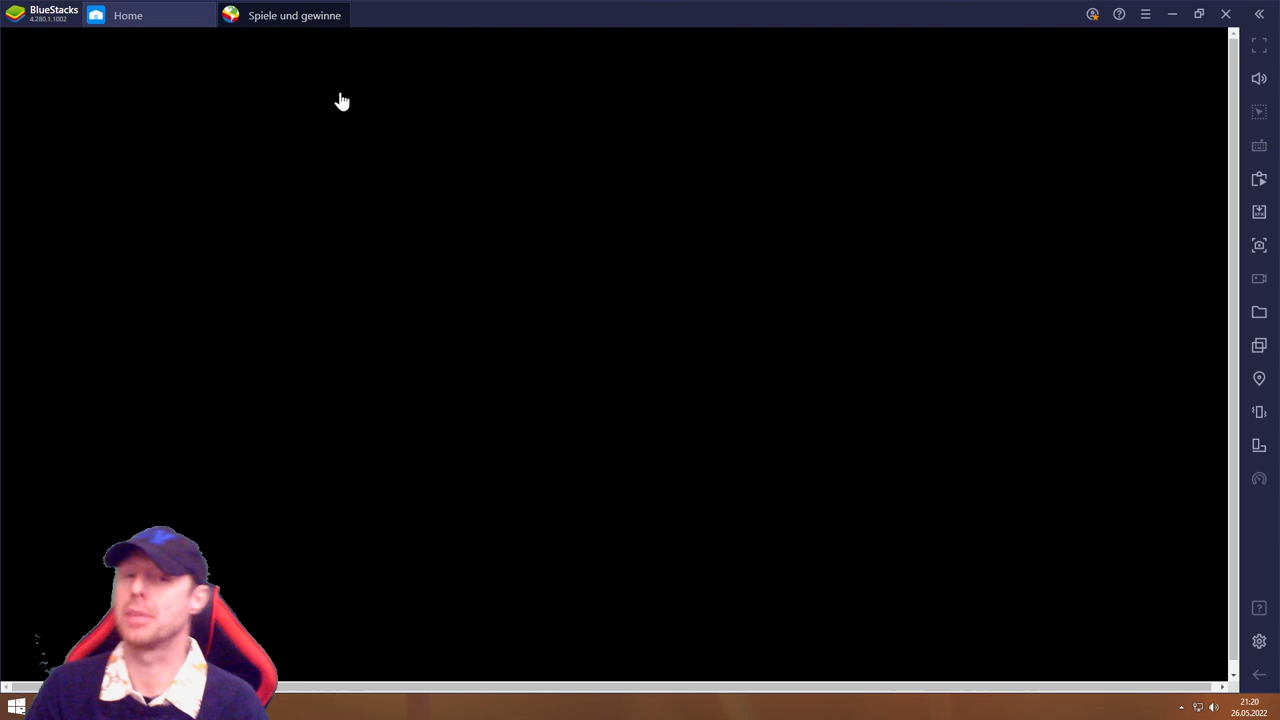 BlueStacks
4.280.1.1002
Home
Spiele und gewinne
21:20
26.05.2022